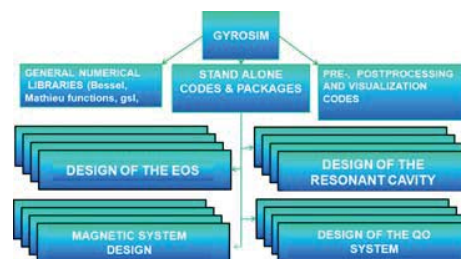 GYROSIM
GENERAL NUMERICAL
LIBRARIES (Bessel,
Mathieu functions, gsl,
STAND ALONE
CODES & PACKAGES
PRE-, POSTPROCESSING
AND VISUALIZATION
CODES
DESIGN OF THE EOS
DESIGN OF THE
RESONANT CAVITY
MAGNETIC SYSTEM
DESIGN
DESIGN OF THE QO
SYSTEM